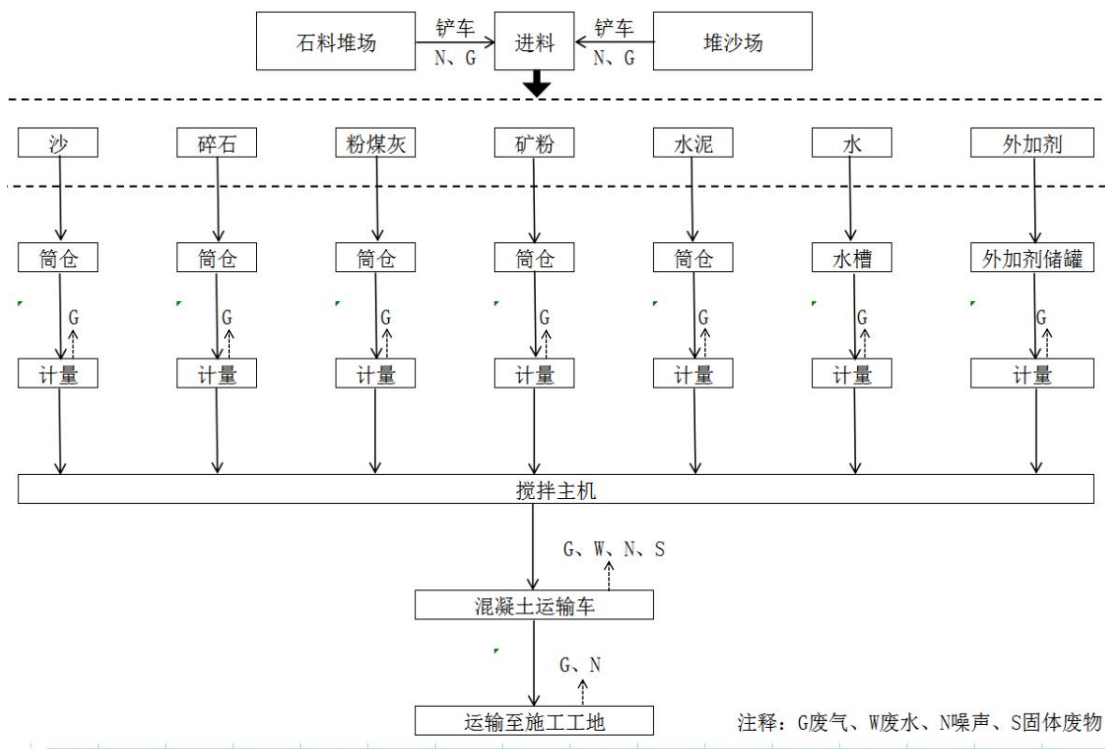 石料堆场 铲车 进料 铲车 堆沙场
N、G N、G
沙 碎石 粉煤灰 矿粉 水泥 水 外加剂
筒仓 筒仓 筒仓 筒仓 筒仓 水槽 外加剂储罐
G G G G G G G
计量 计量 计量 计量 计量 计量 计量
搅拌主机
G、W、N、S
混凝土运输车
G、N
运输至施工工地
注释：G废气、W废水、N噪声、S固体废物